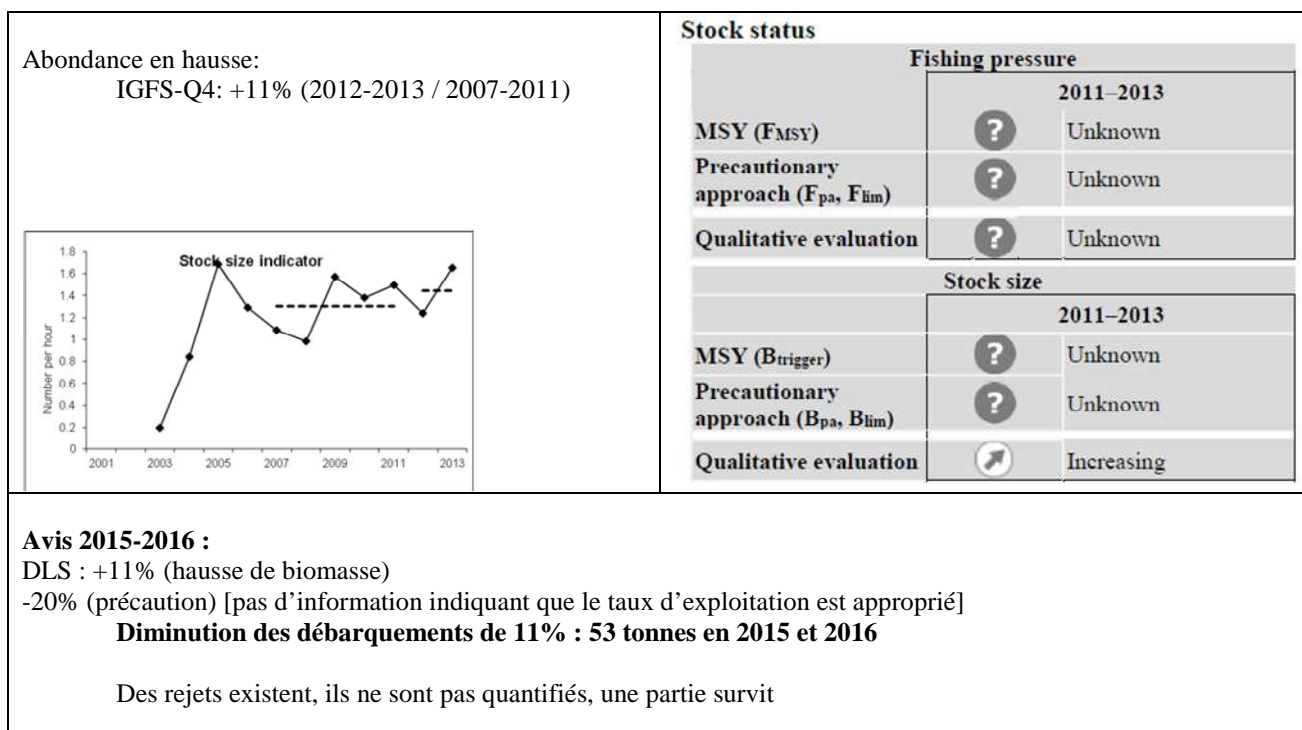 Abondance en hausse:
IGFS-Q4: +11% (2012-2013 / 2007-2011)
Stock size indicator
Number per hour
1.8
1.6
1.4
1.2
1
0.8
0.6
0.4
0.2
0
2001 2003 2005 2007 2009 2011 2013
Stock status
Fishing pressure
2011–2013
MSY (FMSY) ? Unknown
Precautionary
approach (Fpa, Flim) ? Unknown
Qualitative evaluation ? Unknown
Stock size
2011–2013
MSY (Btrigger) ? Unknown
Precautionary
approach (Bpa, Blim) ? Unknown
Qualitative evaluation Increasing
Avis 2015-2016 :
DLS : +11% (hausse de biomasse)
-20% (précaution) [pas d’information indiquant que le taux d’exploitation est approprié]
Diminution des débarquements de 11% : 53 tonnes en 2015 et 2016
Des rejets existent, ils ne sont pas quantifiés, une partie survit